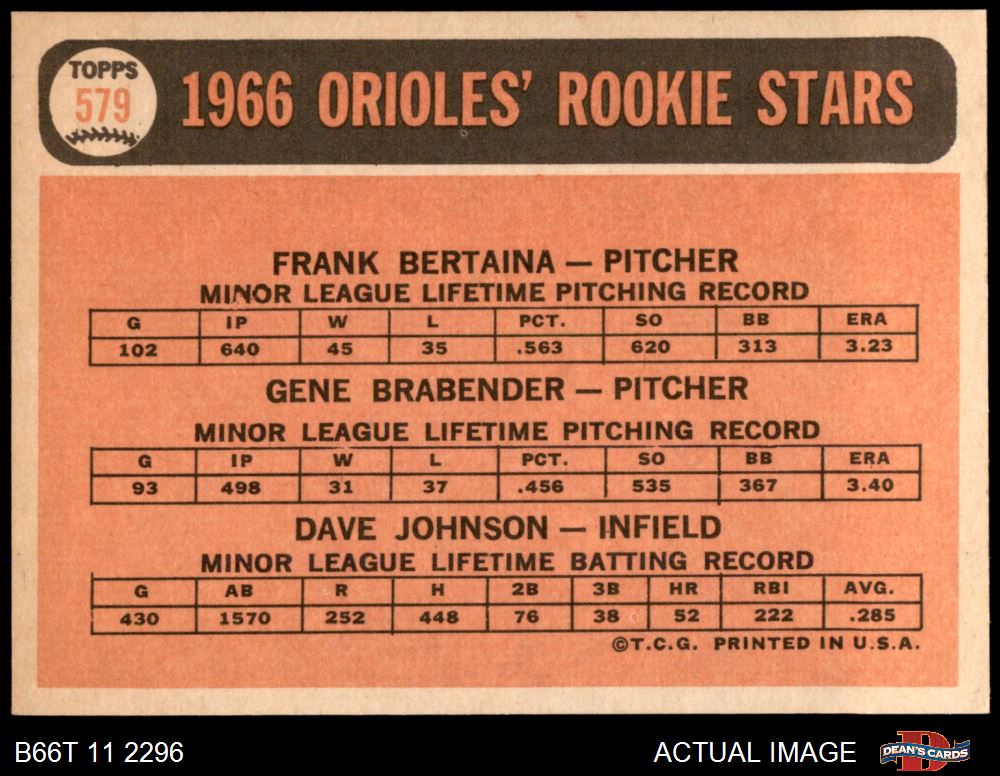 TOPPS
579
1966 ORIOLES' ROOKIE STARS
FRANK BERTAINA — PITCHER
MINOR LEAGUE LIFETIME PITCHING RECORD
G IP W L PCT. SO BB ERA
102 640 45 35 .563 620 313 3.23
GENE BRABENDER — PITCHER
MINOR LEAGUE LIFETIME PITCHING RECORD
G IP W L PCT. SO BB ERA
93 498 31 37 .456 535 367 3.40
DAVE JOHNSON — INFIELD
MINOR LEAGUE LIFETIME BATTING RECORD
G AB R H 2B 3B HR RBI AVG.
430 1570 252 448 76 38 52 222 .285
©T.C.G. PRINTED IN U.S.A.
B66T 11 2296 ACTUAL IMAGE DEAN'S CARDS